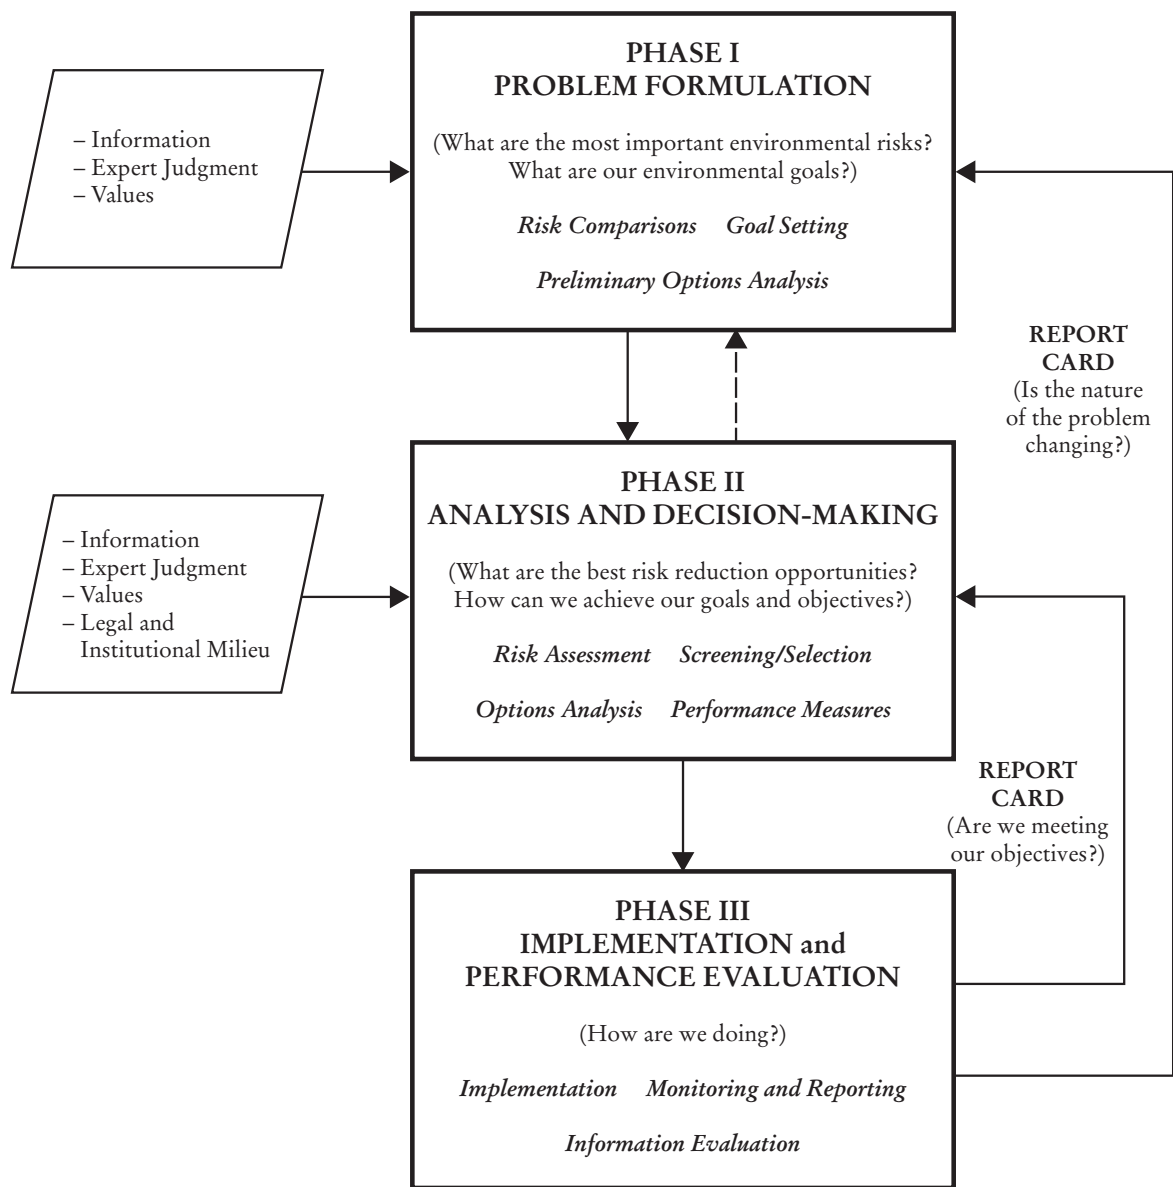 PHASE I
PROBLEM FORMULATION
(What are the most important environmental risks?
What are our environmental goals?)
Risk Comparisons Goal Setting
Preliminary Options Analysis
– Information
– Expert Judgment
– Values
REPORT
CARD
(Is the nature
of the problem
changing?)
PHASE II
ANALYSIS AND DECISION-MAKING
(What are the best risk reduction opportunities?
How can we achieve our goals and objectives?)
Risk Assessment Screening/Selection
Options Analysis Performance Measures
– Information
– Expert Judgment
– Values
– Legal and
Institutional Milieu
REPORT
CARD
(Are we meeting
our objectives?)
PHASE III
IMPLEMENTATION and
PERFORMANCE EVALUATION
(How are we doing?)
Implementation Monitoring and Reporting
Information Evaluation